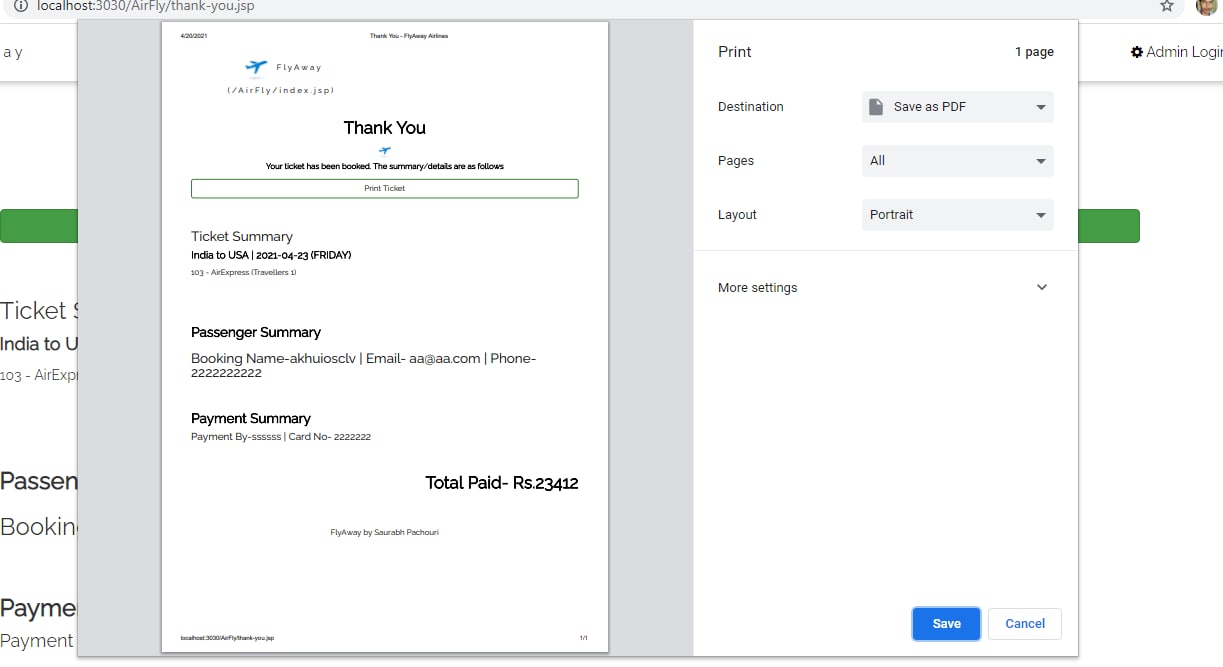 localhost:3030/AirFly/thank-you.jsp
a y
Admin Login
4/20/2021
Thank You - FlyAway Airlines
FlyAway
(/AirFly/index.jsp)
Thank You
Your ticket has been booked. The summary/details are as follows
Print Ticket
Ticket Summary
India to USA | 2021-04-23 (FRIDAY)
103 - AirExpress (Travellers 1)
Passenger Summary
Booking Name-akhuiosclv | Email- aa@aa.com | Phone-
2222222222
Payment Summary
Payment By-ssssss | Card No- 2222222
Total Paid- Rs.23412
FlyAway by Saurabh Pachouri
localhost:3030/AirFly/thank-you.jsp
1/1
Print
1 page
Destination
Save as PDF
Pages
All
Layout
Portrait
More settings
Save
Cancel
Ticket S
India to U
103 - AirExpr
Passen
Booking
Payme
Payment